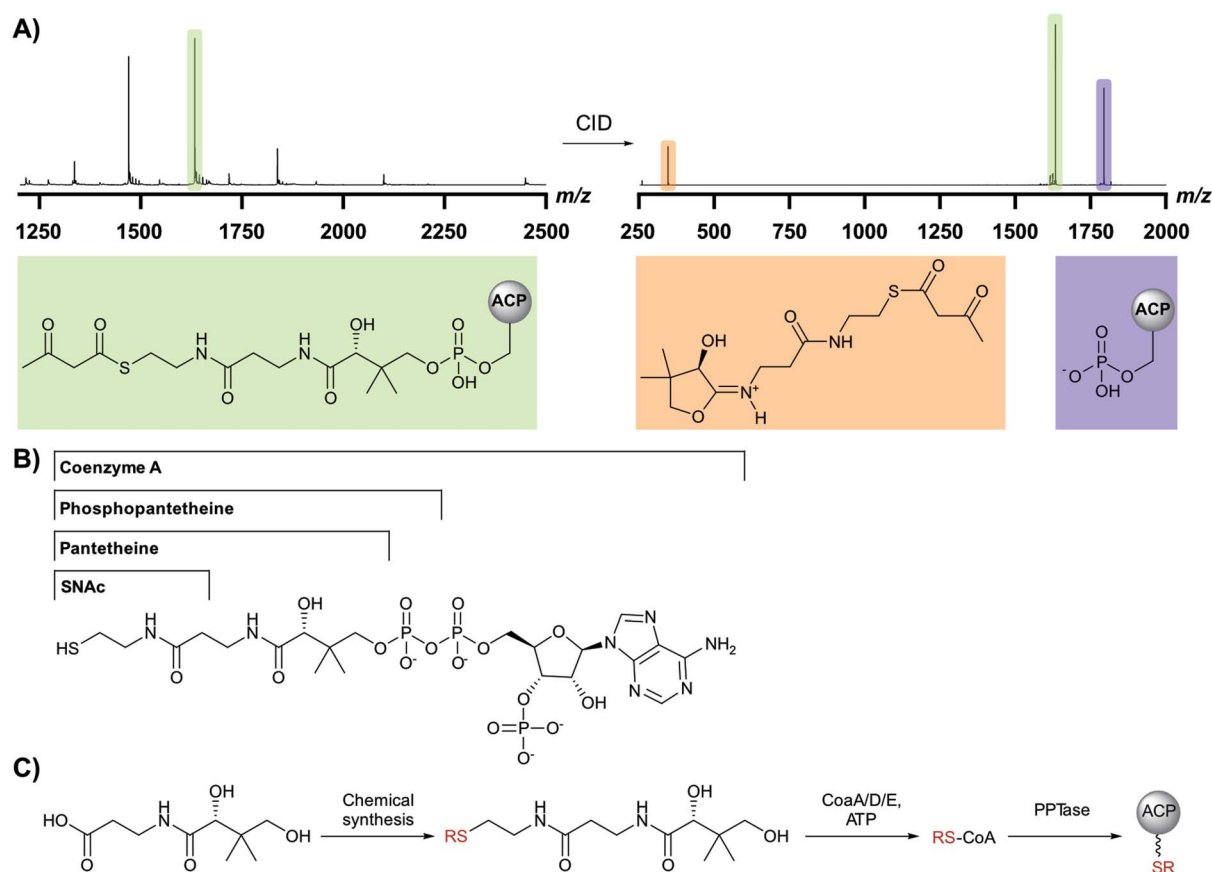 A)
CID
m/z
m/z
1250 1500 1750 2000 2250 2500
250 500 750 1000 1250 1500 1750 2000
O O S N H O N H O OH O P O OH O ACP
OH O N+ H O NH S O O
O P -O OH O ACP
B)
Coenzyme A
Phosphopantetheine
Pantetheine
SNAc
HS N H O N H O OH O O P O- O O P O- O O N N N N NH2 OH O O=P-O- O-
C)
HO O N H O OH OH
Chemical
synthesis
RS N H O N H O OH OH
CoaA/D/E,
ATP
RS-CoA
PPTase
ACP
SR